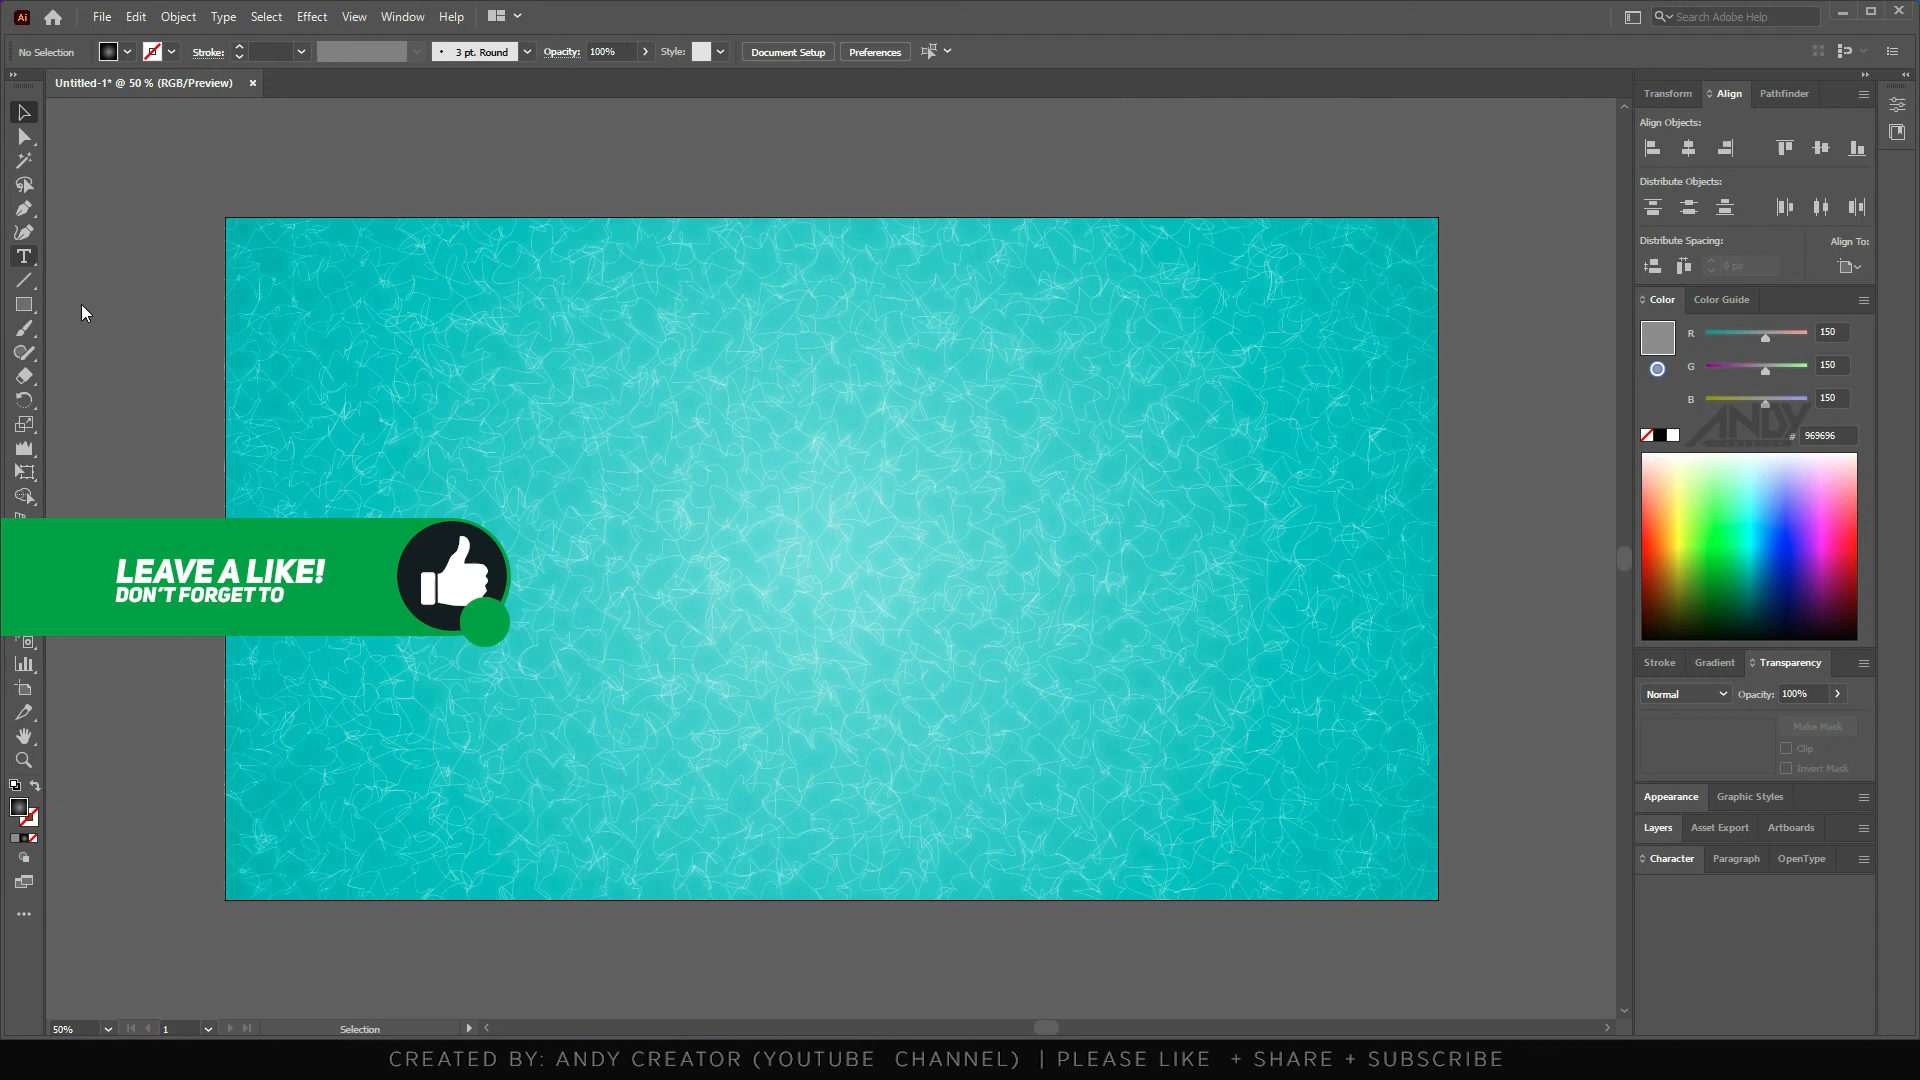 Ai File Edit Object Type Select Effect View Window Help Search Adobe Help
No Selection Stroke: 3 pt. Round Opacity: 100% Style: Document Setup Preferences
Untitled-1* @ 50 % (RGB/Preview)
Transform Align Pathfinder
Align Objects:
Distribute Objects:
Distribute Spacing: Align To:
0 px
Color Color Guide
R 150
G 150
B 150
ANDY
# 969696
LEAVE A LIKE!
DON'T FORGET TO
Stroke Gradient Transparency
Normal Opacity: 100%
Make Mask
Clip
Invert Mask
Appearance Graphic Styles
Layers Asset Export Artboards
Character Paragraph OpenType
50% 1 Selection
CREATED BY: ANDY CREATOR (YOUTUBE CHANNEL) | PLEASE LIKE + SHARE + SUBSCRIBE